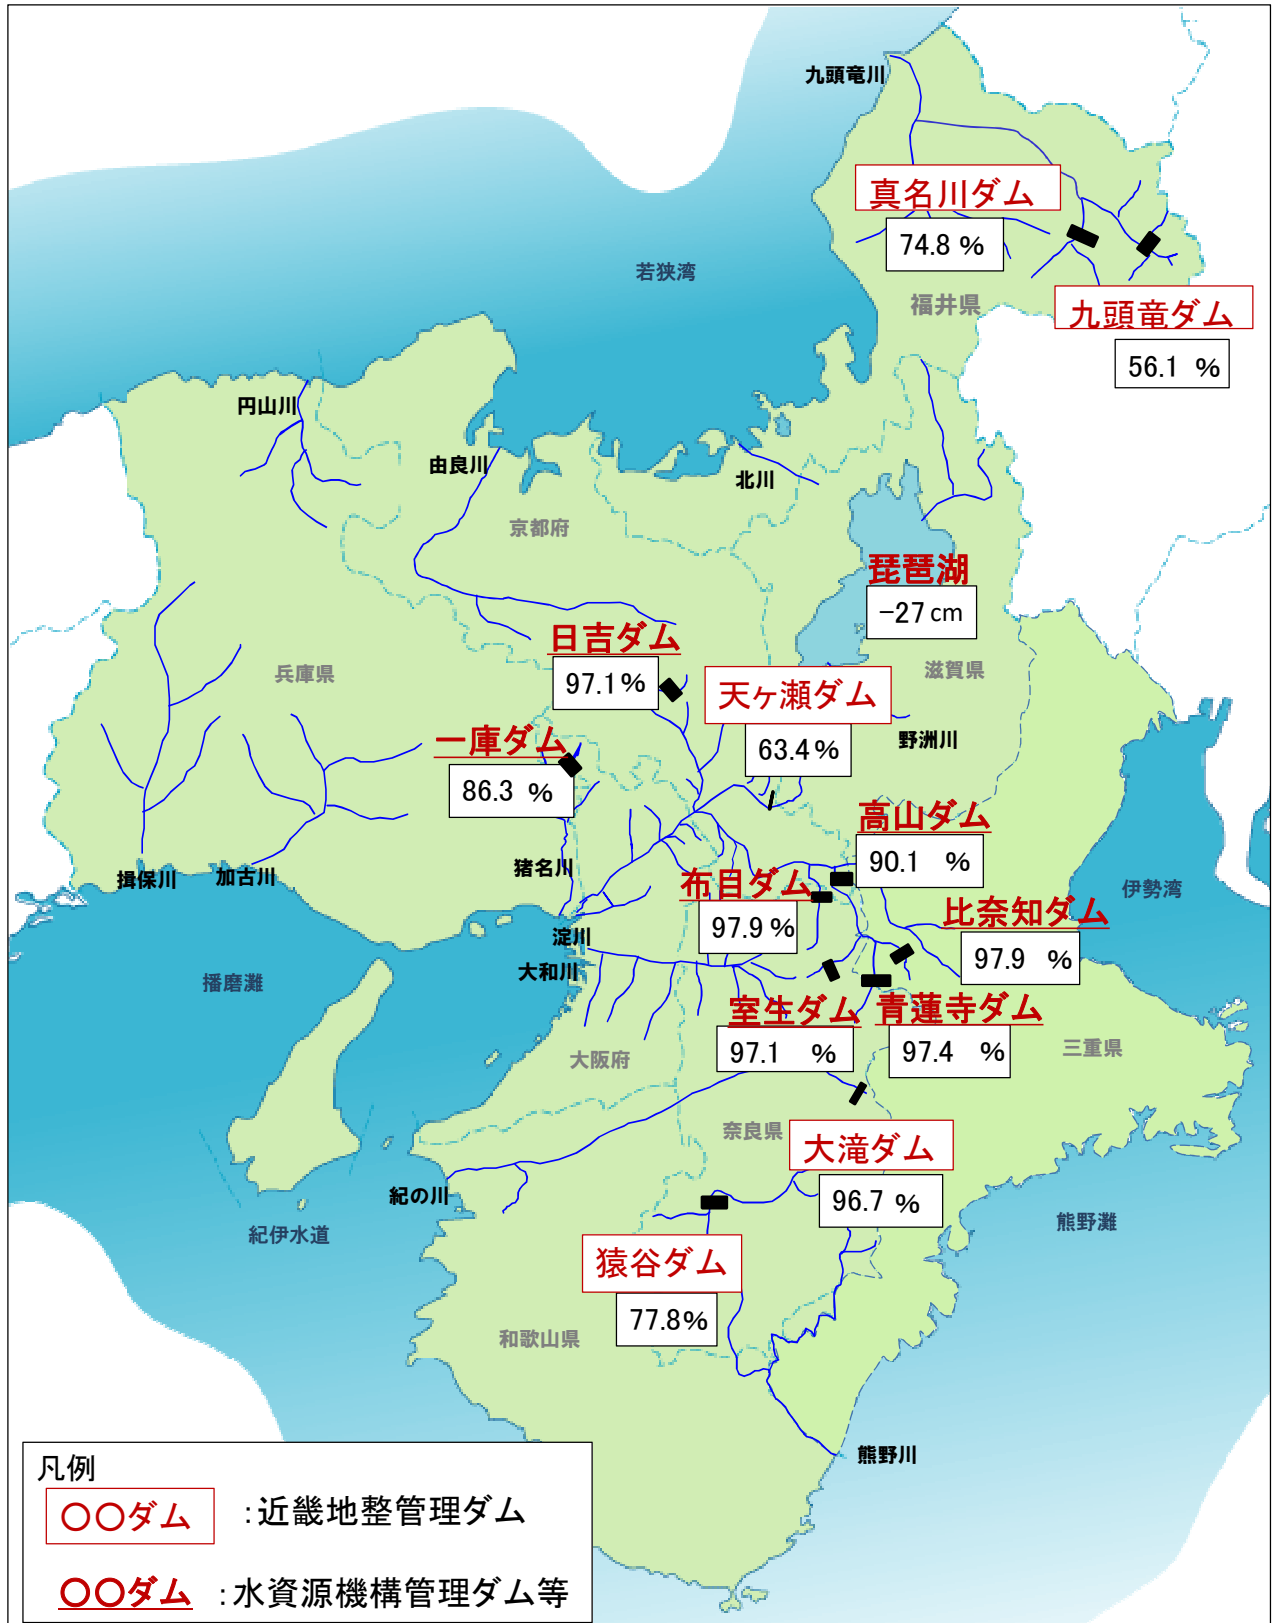 九頭竜川
真名川ダム
74.8 %
若狭湾
福井県
九頭竜ダム
56.1 %
円山川
由良川
北川
京都府
琵琶湖
-27 cm
日吉ダム
97.1%
兵庫県
滋賀県
天ヶ瀬ダム
63.4%
野洲川
一庫ダム
86.3 %
高山ダム
90.1 %
猪名川
揖保川
加古川
布目ダム
97.9 %
伊勢湾
比奈知ダム
97.9 %
淀川
大和川
播磨灘
室生ダム
97.1 %
青蓮寺ダム
97.4 %
大阪府
三重県
奈良県
大滝ダム
96.7 %
紀の川
紀伊水道
熊野灘
猿谷ダム
77.8%
和歌山県
熊野川
凡例
〇〇ダム :近畿地整管理ダム
〇〇ダム :水資源機構管理ダム等